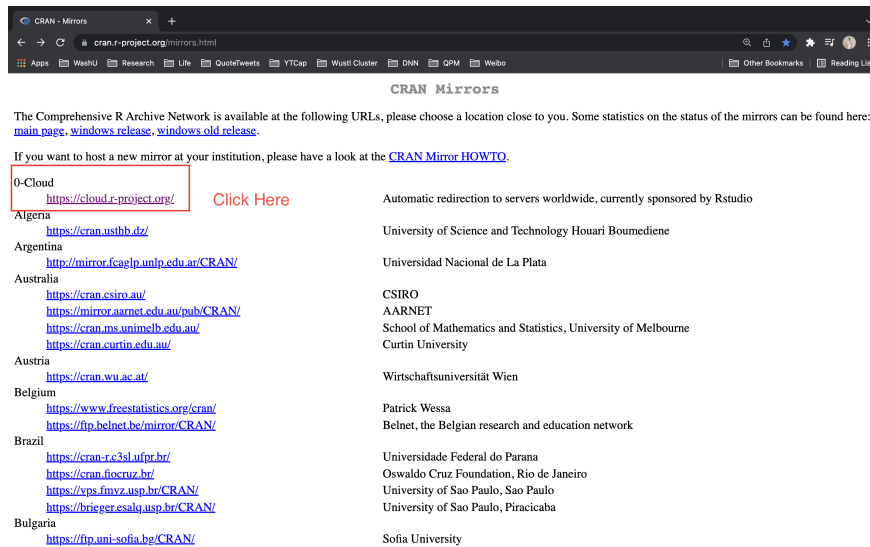 CRAN - Mirrors
cran.r-project.org/mirrors.html
Apps WashU Research Life QuoteTweets YTCap Wustl Cluster DNN QPM Weibo Other Bookmarks Reading Lis
CRAN Mirrors
The Comprehensive R Archive Network is available at the following URLs, please choose a location close to you. Some statistics on the status of the mirrors can be found here:
main page, windows release, windows old release.
If you want to host a new mirror at your institution, please have a look at the CRAN Mirror HOWTO.
0-Cloud
https://cloud.r-project.org/ Click Here Automatic redirection to servers worldwide, currently sponsored by Rstudio
Algeria
https://cran.usthb.dz/ University of Science and Technology Houari Boumediene
Argentina
http://mirror.fcaglp.unlp.edu.ar/CRAN/ Universidad Nacional de La Plata
Australia
https://cran.csiro.au/ CSIRO
https://mirror.aarnet.edu.au/pub/CRAN/ AARNET
https://cran.ms.unimelb.edu.au/ School of Mathematics and Statistics, University of Melbourne
https://cran.curtin.edu.au/ Curtin University
Austria
https://cran.wu.ac.at/ Wirtschaftsuniversität Wien
Belgium
https://www.freestatistics.org/cran/ Patrick Wessa
https://ftp.belnet.be/mirror/CRAN/ Belnet, the Belgian research and education network
Brazil
https://cran-r.c3sl.ufpr.br/ Universidade Federal do Parana
https://cran.fiocruz.br/ Oswaldo Cruz Foundation, Rio de Janeiro
https://vps.fmvz.usp.br/CRAN/ University of Sao Paulo, Sao Paulo
https://brieger.esalq.usp.br/CRAN/ University of Sao Paulo, Piracicaba
Bulgaria
https://ftp.uni-sofia.bg/CRAN/ Sofia University